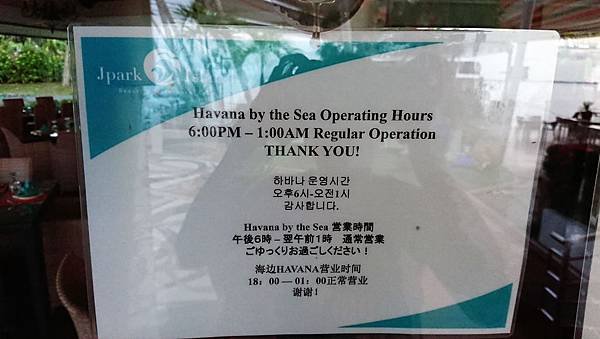 Jpark
Havana by the Sea Operating Hours
6:00PM – 1:00AM Regular Operation
THANK YOU!
하바나 운영시간
오후6시-오전1시
감사합니다.
Havana by the Sea 営業時間
午後6時 – 翌午前1時 通常営業
ごゆっくりお過ごしください!
海边HAVANA营业时间
18:00 — 01:00正常营业
谢谢!